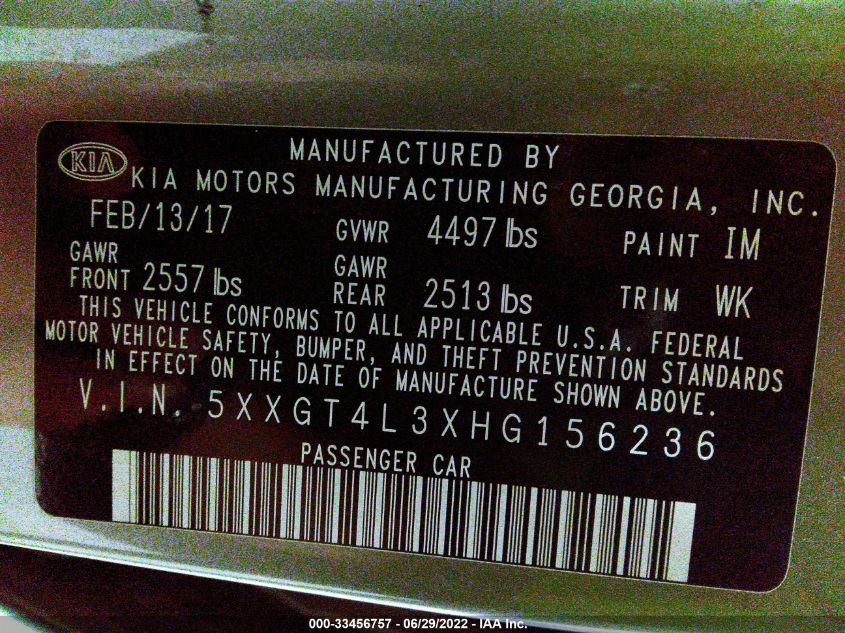 MANUFACTURED BY
KIA KIA MOTORS MANUFACTURING GEORGIA, INC.
FEB/13/17 GVWR 4497 lbs PAINT IM
GAWR GAWR
FRONT 2557 lbs REAR 2513 lbs TRIM WK
THIS VEHICLE CONFORMS TO ALL APPLICABLE U.S.A. FEDERAL
MOTOR VEHICLE SAFETY, BUMPER, AND THEFT PREVENTION STANDARDS
IN EFFECT ON THE DATE OF MANUFACTURE SHOWN ABOVE.
V.I.N. 5XXGT4L3XHG156236
PASSENGER CAR
000-33456757 - 06/29/2022 - IAA Inc.